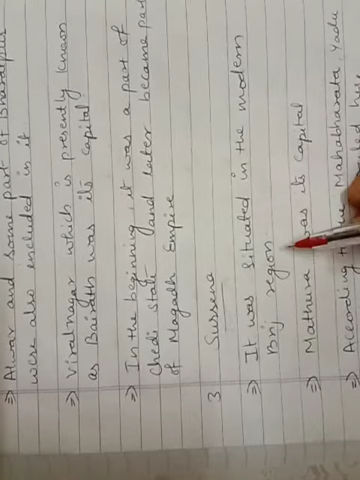 ⇒ Alwar and some part of Bharatpur
were also included in it
⇒ Viratnagar which is presently known
as Bairath was its capital
⇒ In the beginning, it was a part of
Chedi State and later became part
of Magadh Empire
3 Sursena
⇒ It was situated in the modern
Brij region
⇒ Mathura was its capital
⇒ According Mahabharata, Yadu